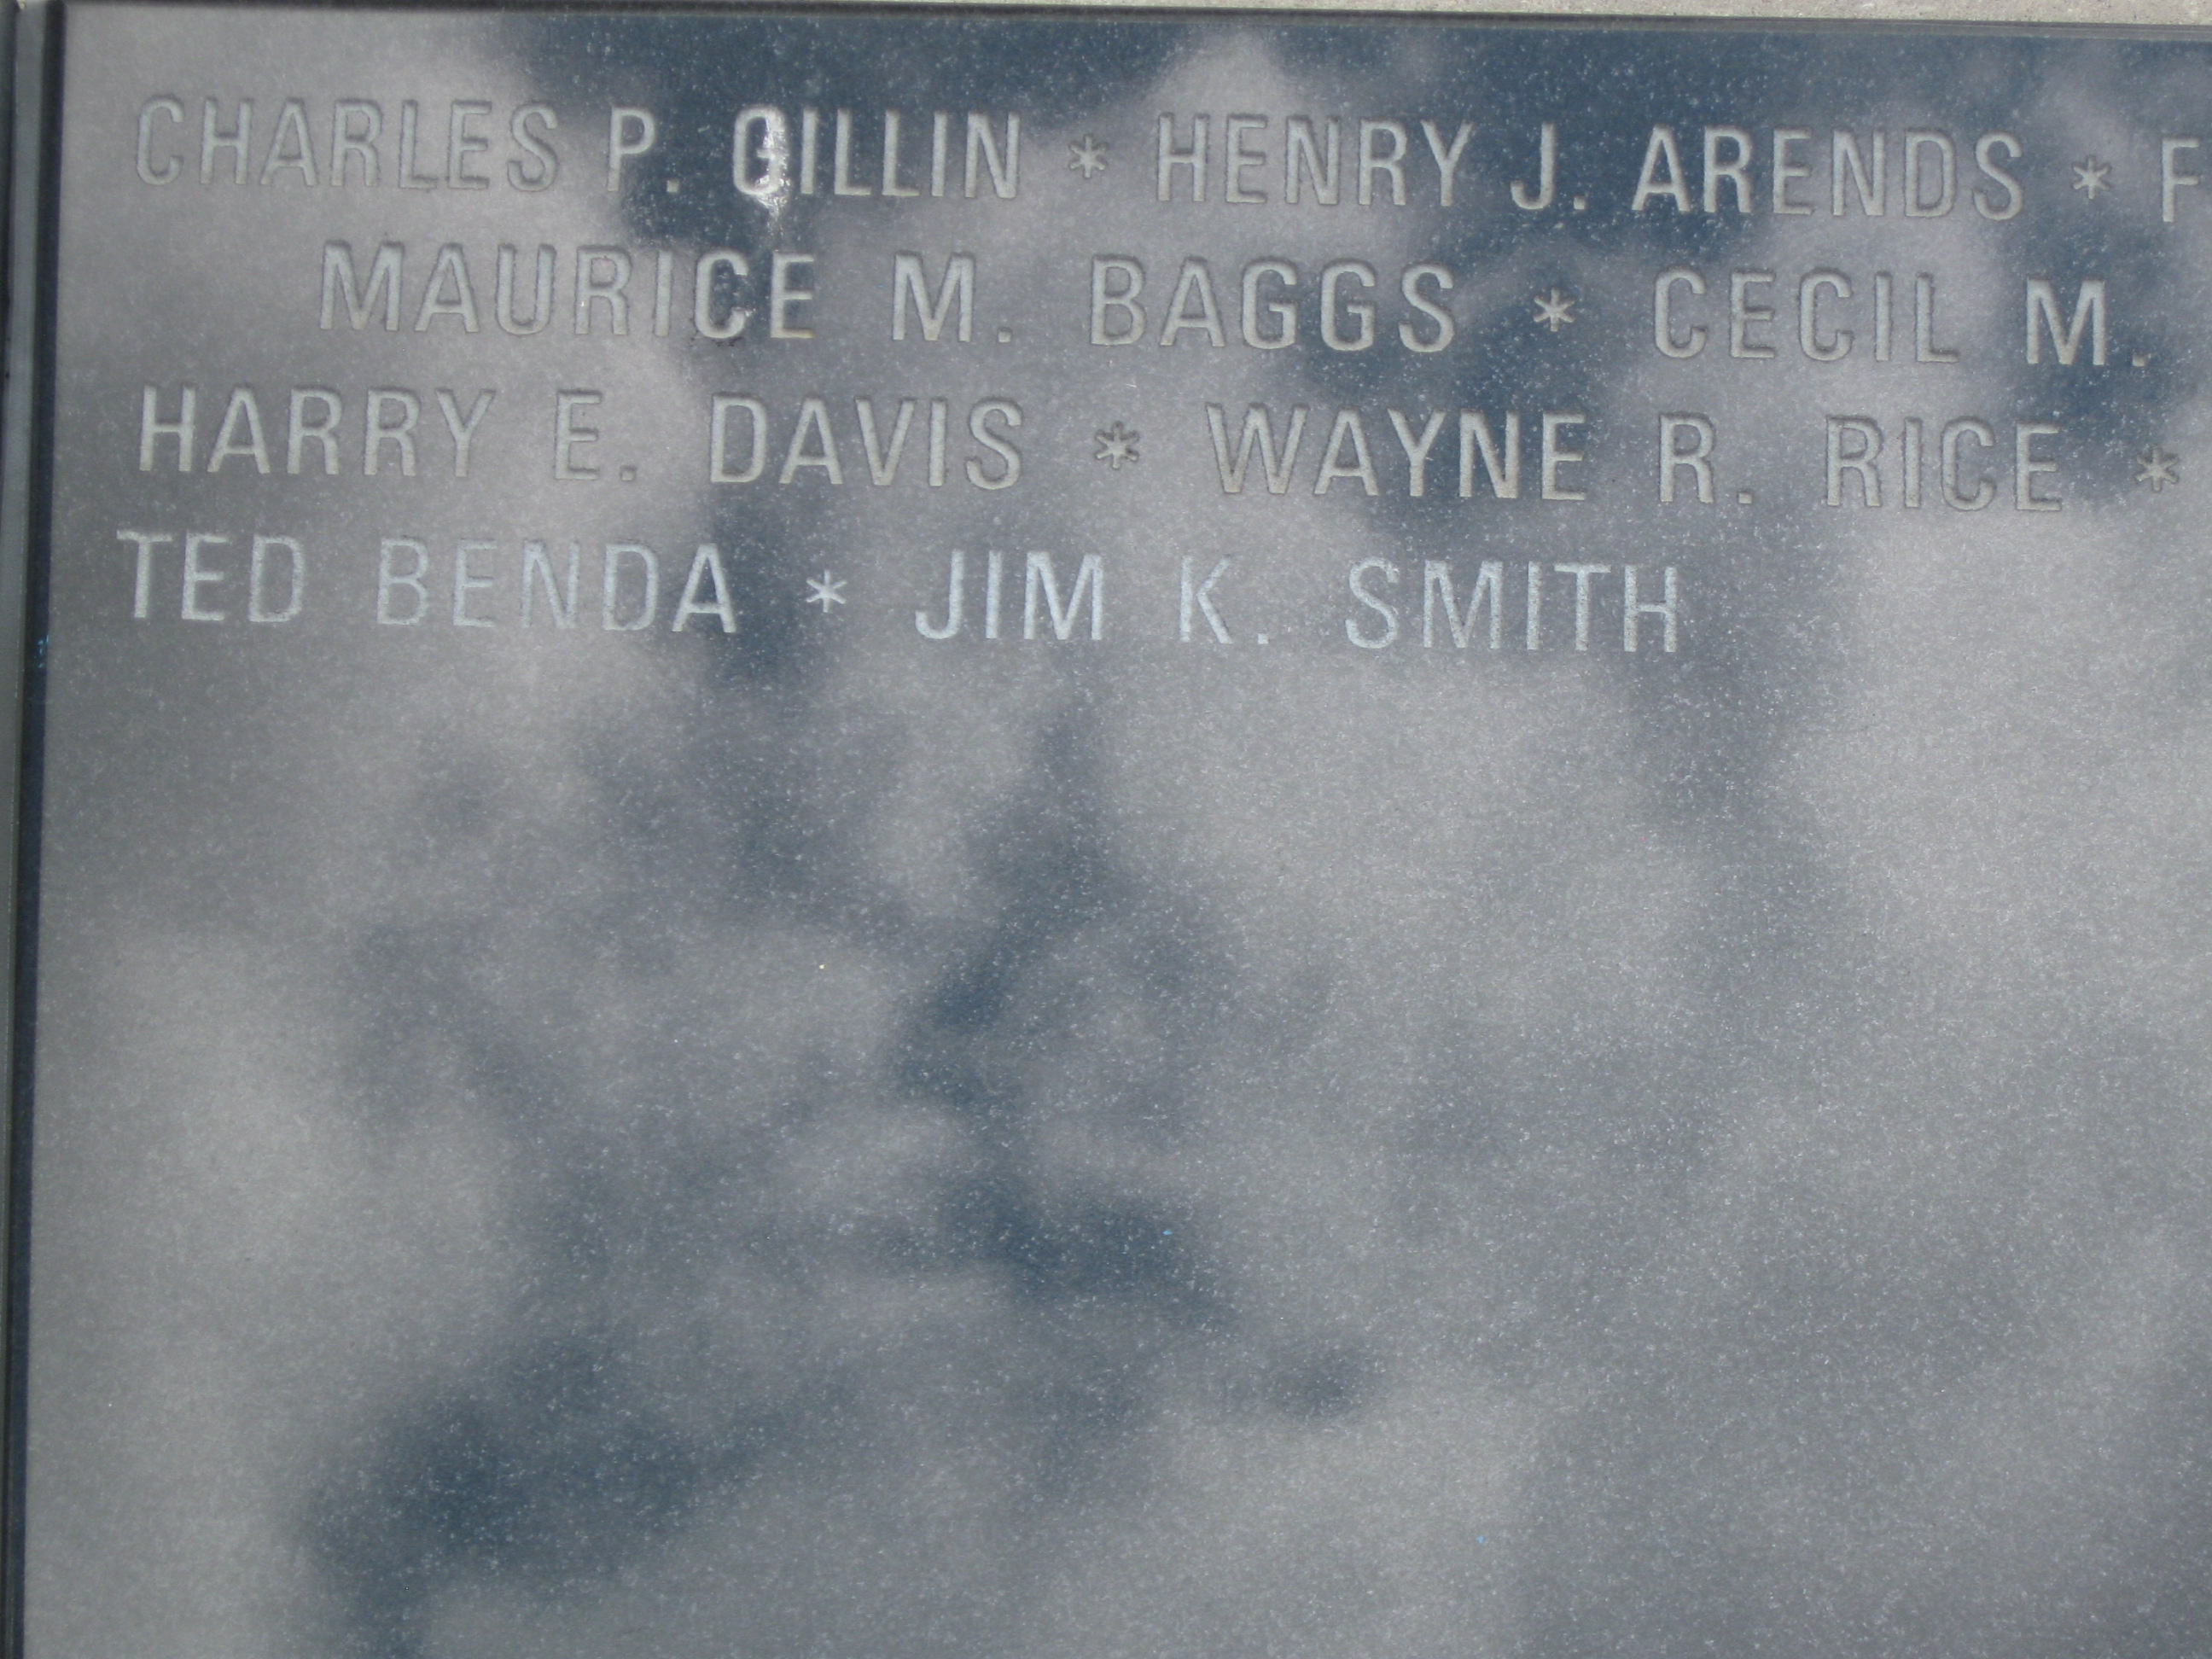 CHARLES P. GILLIN * HENRY J. ARENDS * F
MAURICE M. BAGGS * CECIL M.
HARRY E. DAVIS * WAYNE R. RICE *
TED BENDA * JIM K. SMITH